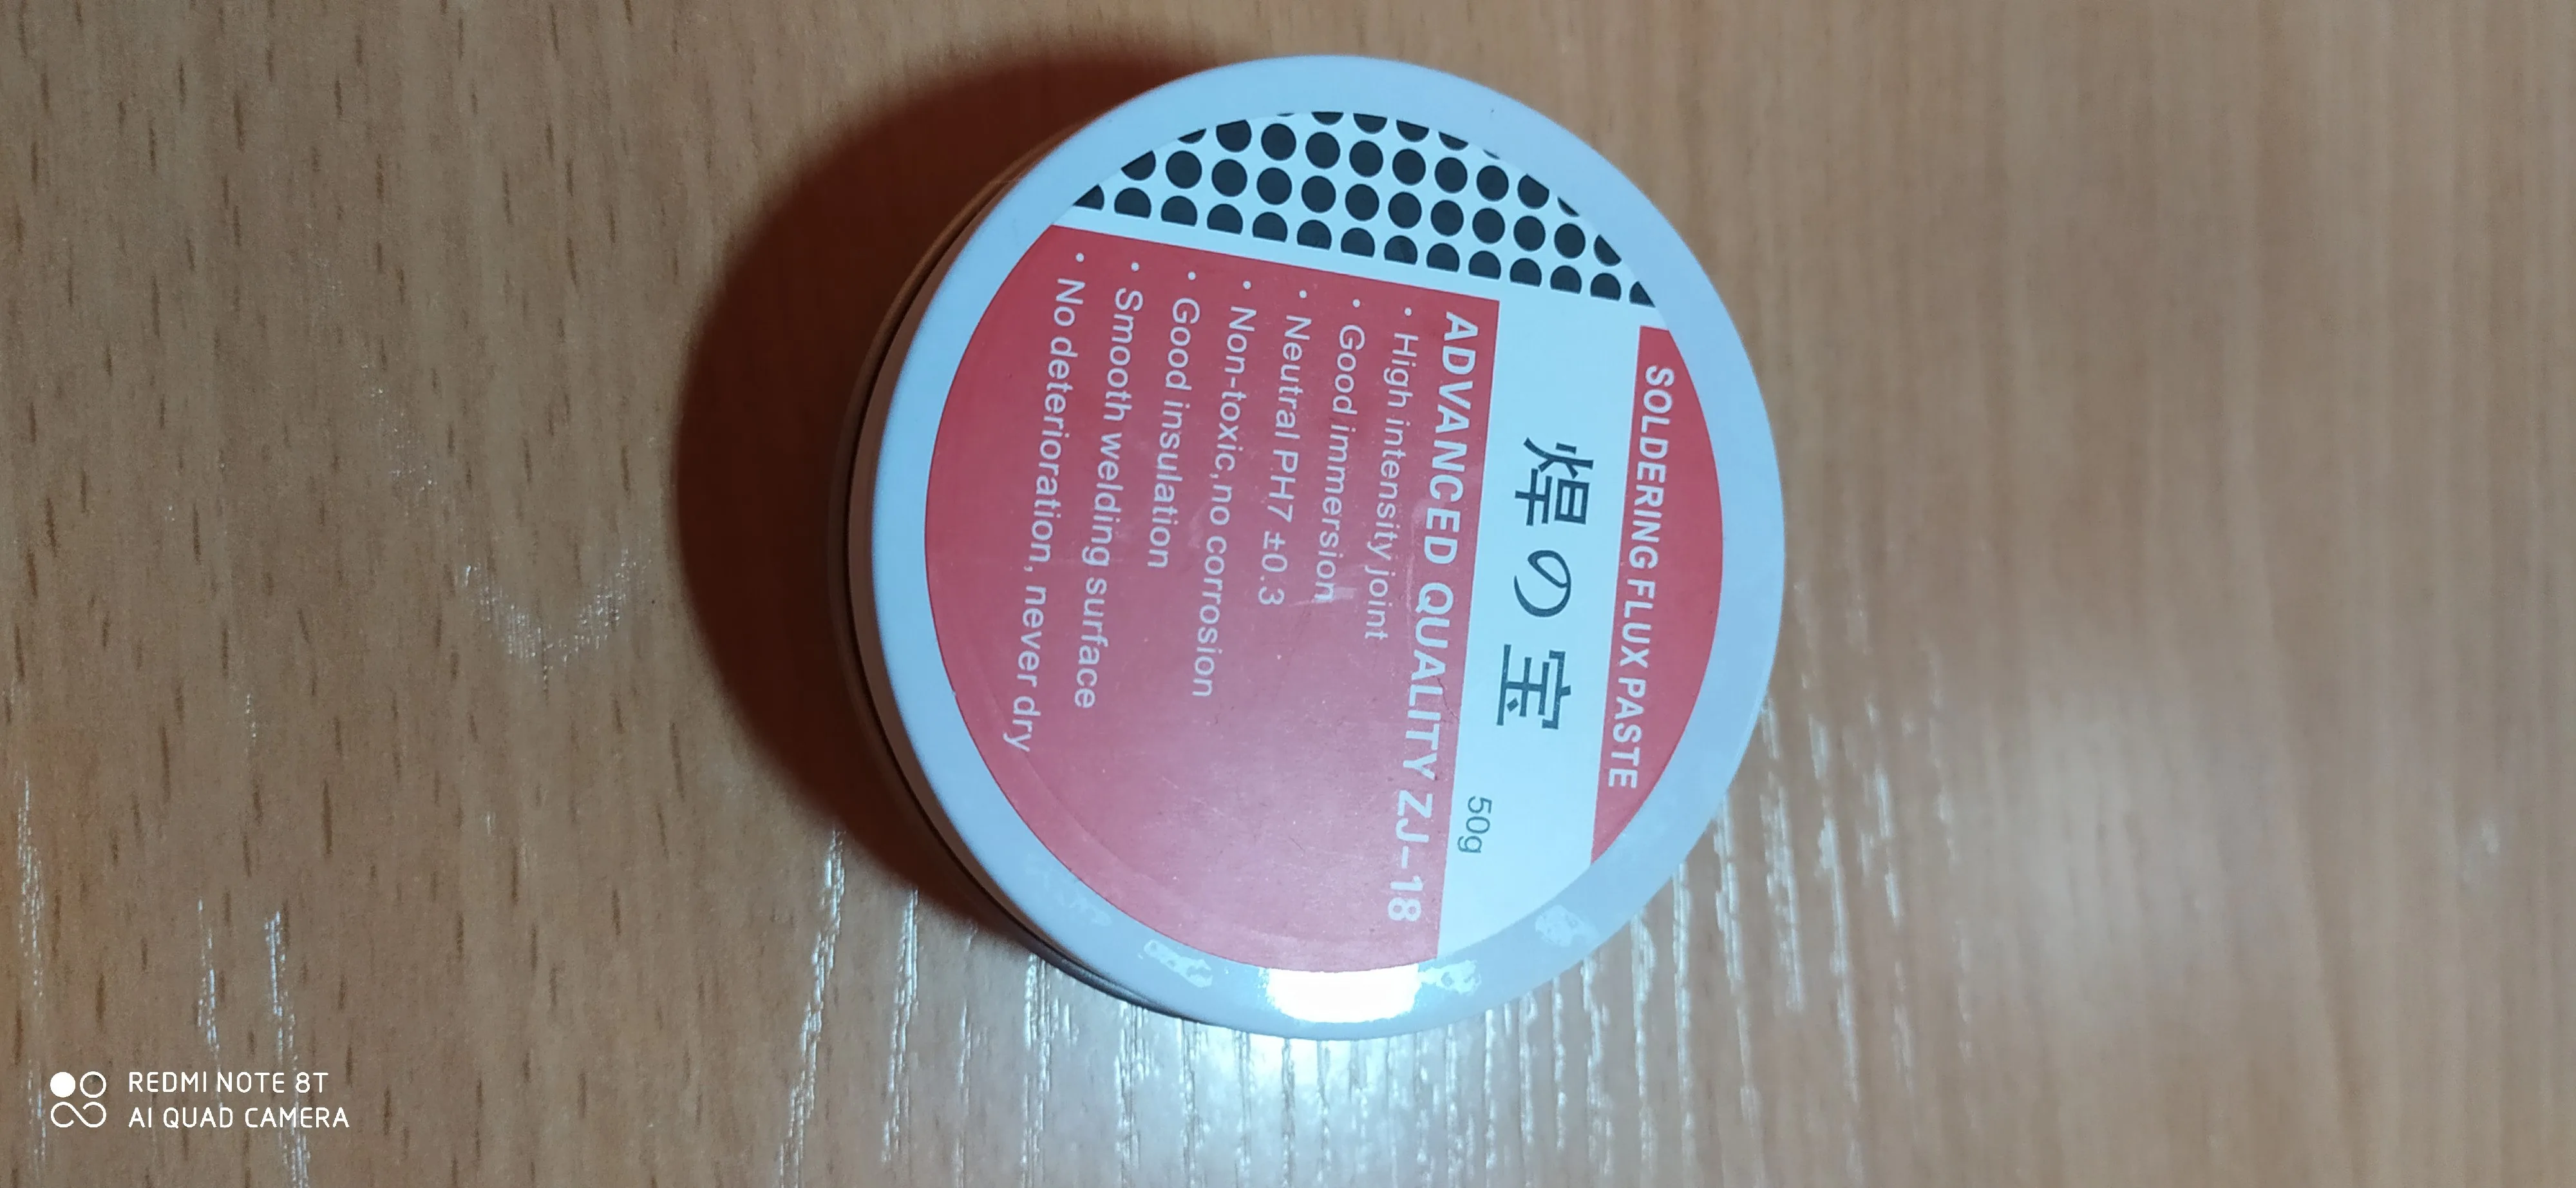 SOLDERING FLUX PASTE
焊の宝
50g
ADVANCED QUALITY ZJ-18
• High intensity joint
• Good immersion
• Neutral PH7 ±0.3
• Non-toxic,no corrosion
• Good insulation
• Smooth welding surface
• No deterioration, never dry
REDMI NOTE 8T
AI QUAD CAMERA